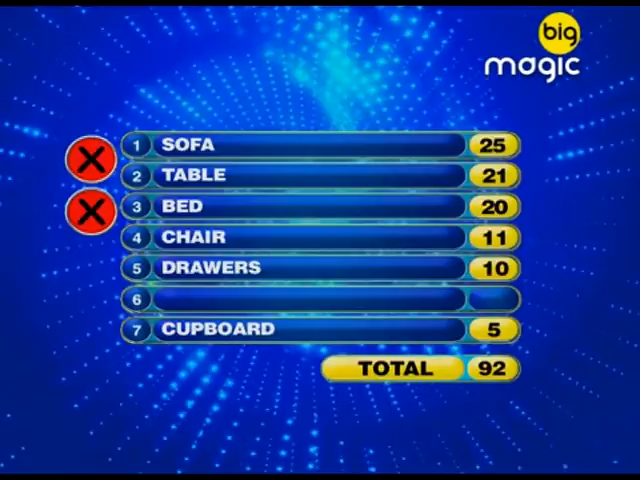 big
magic
1 SOFA 25
2 TABLE 21
3 BED 20
4 CHAIR 11
5 DRAWERS 10
6
7 CUPBOARD 5
TOTAL 92